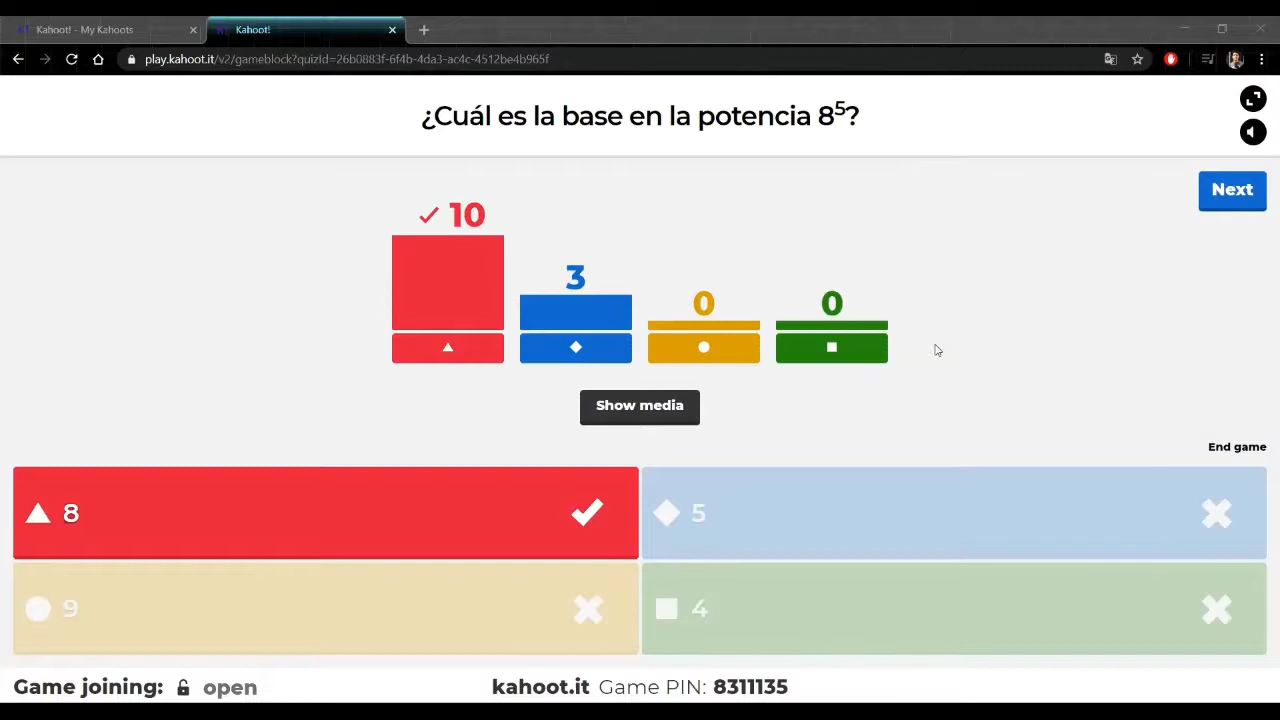 Kahoot! - My Kahoots
Kahoot!
play.kahoot.it/v2/gameblock?quizId=26b0883f-6f4b-4da3-ac4c-4512be4b965f
¿Cuál es la base en la potencia 8⁵?
Next
10
3
0
0
Show media
End game
8
5
9
4
Game joining: open
kahoot.it Game PIN: 8311135